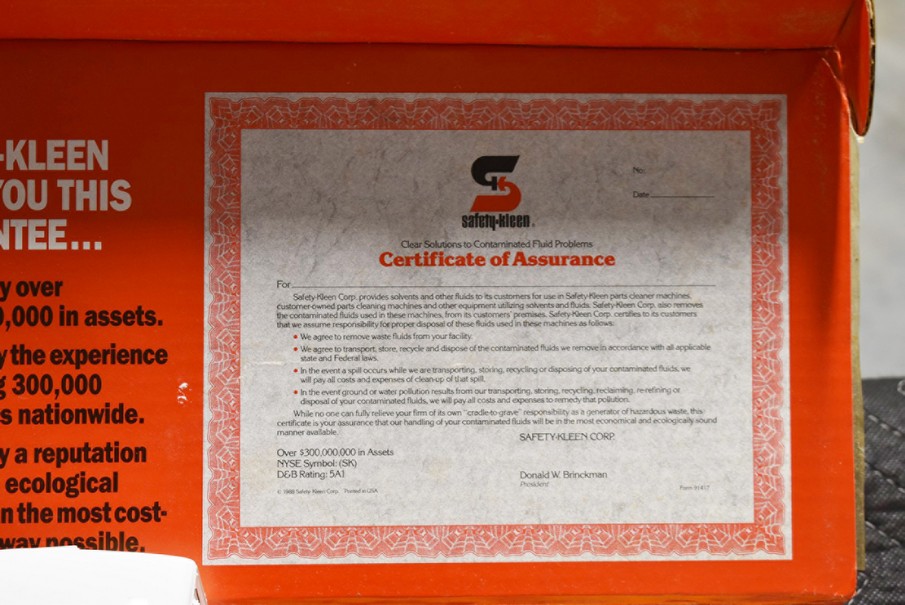 -KLEEN
YOU THIS
NTEE...
y over
0,000 in assets.
y the experience
g 300,000
s nationwide.
y a reputation
ecological
n the most cost-
way possible.
safety-kleen®
No.
Date
Clear Solutions to Contaminated Fluid Problems
Certificate of Assurance
For
Safety-Kleen Corp. provides solvents and other fluids to its customers for use in Safety-Kleen parts cleaner machines,
customer-owned parts cleaning machines and other equipment utilizing solvents and fluids. Safety-Kleen Corp. also removes
the contaminated fluids used in these machines, from its customers' premises. Safety-Kleen Corp. certifies to its customers
that we assume responsibility for proper disposal of these fluids used in these machines as follows:
• We agree to remove waste fluids from your facility.
• We agree to transport, store, recycle and dispose of the contaminated fluids we remove in accordance with all applicable
state and Federal laws.
• In the event a spill occurs while we are transporting, storing, recycling or disposing of your contaminated fluids, we
will pay all costs and expenses of clean-up of that spill.
• In the event ground or water pollution results from our transporting, storing, recycling, reclaiming, re-refining or
disposal of your contaminated fluids, we will pay all costs and expenses to remedy that pollution.
While no one can fully relieve your firm of its own "cradle-to-grave" responsibility as a generator of hazardous waste, this
certificate is your assurance that our handling of your contaminated fluids will be in the most economical and ecologically sound
manner available.
SAFETY-KLEEN CORP.
Over $300,000,000 in Assets
NYSE Symbol: (SK)
D&B Rating: 5A1
Donald W. Brinckman
President
© 1988 Safety-Kleen Corp. Printed in USA
Form